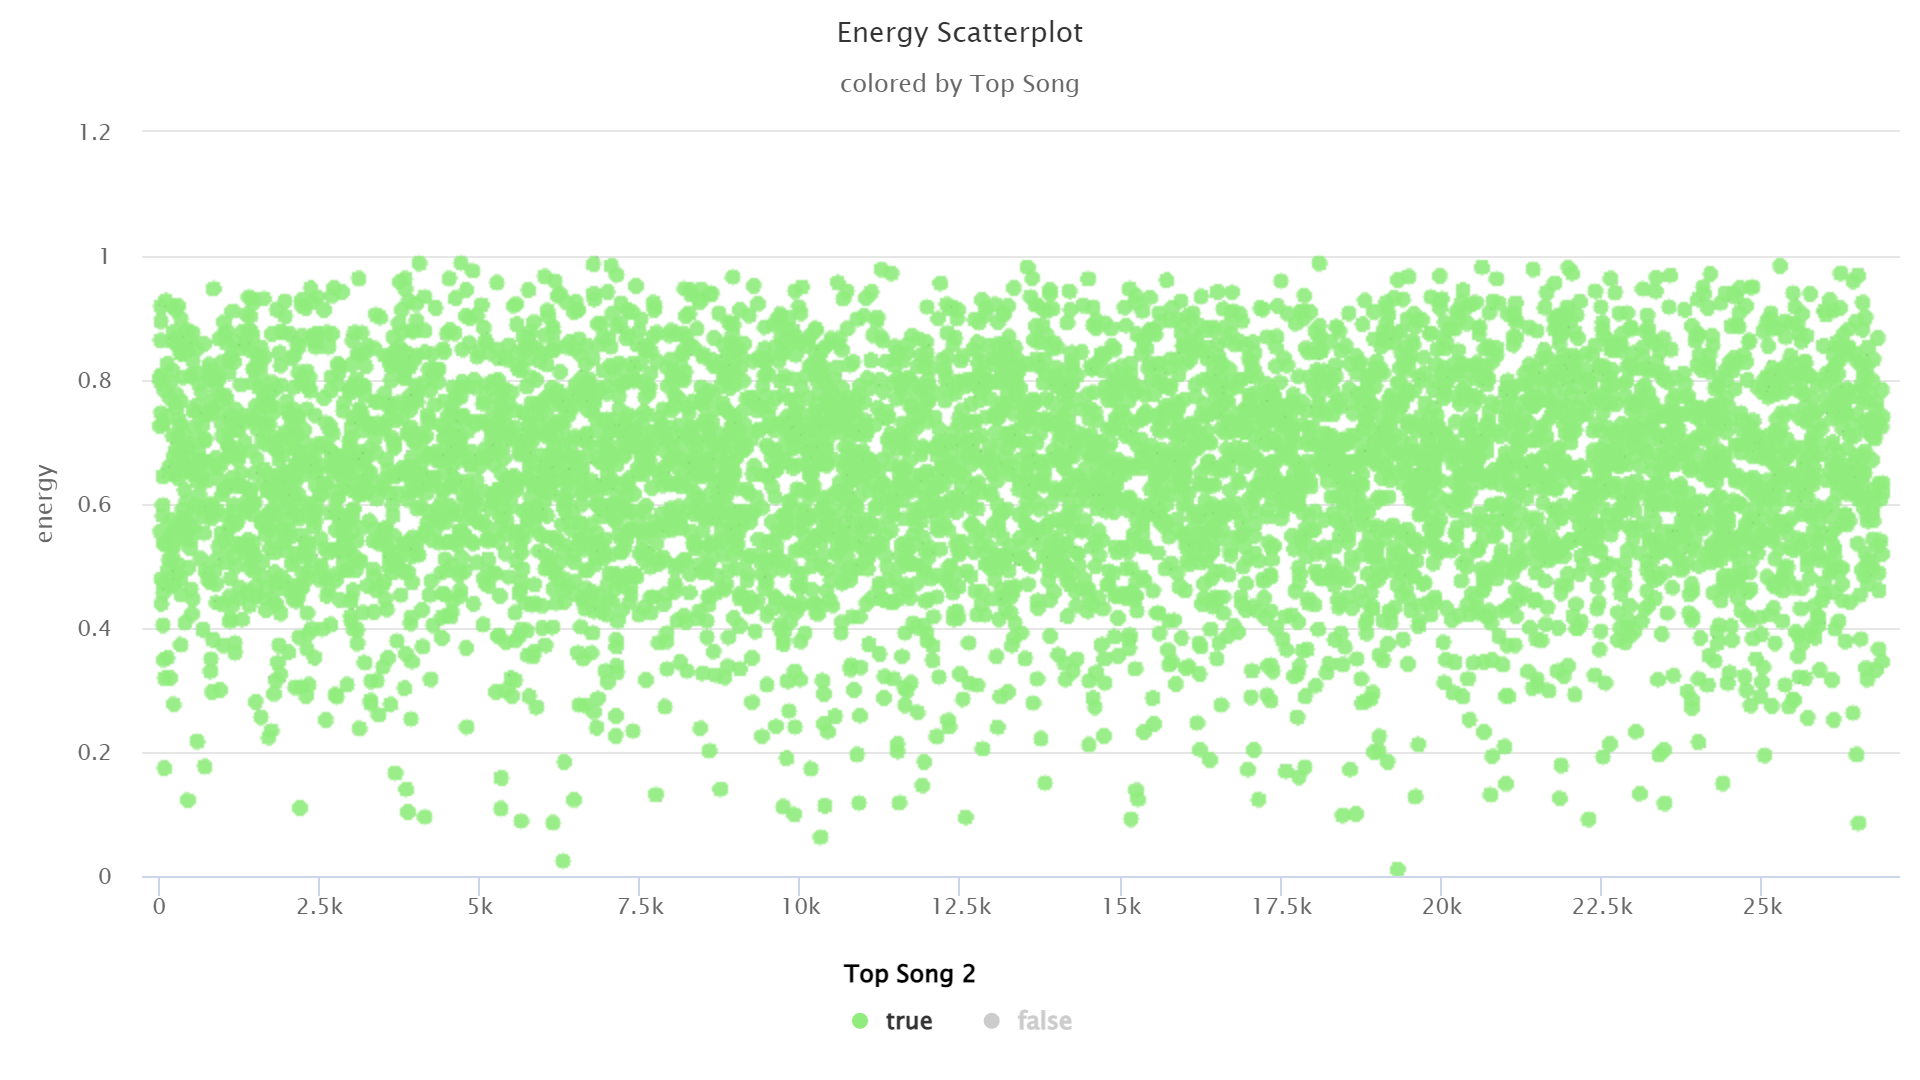 Energy Scatterplot
colored by Top Song
1.2
1
0.8
0.6
0.4
0.2
0
energy
0 2.5k 5k 7.5k 10k 12.5k 15k 17.5k 20k 22.5k 25k
Top Song 2
true false